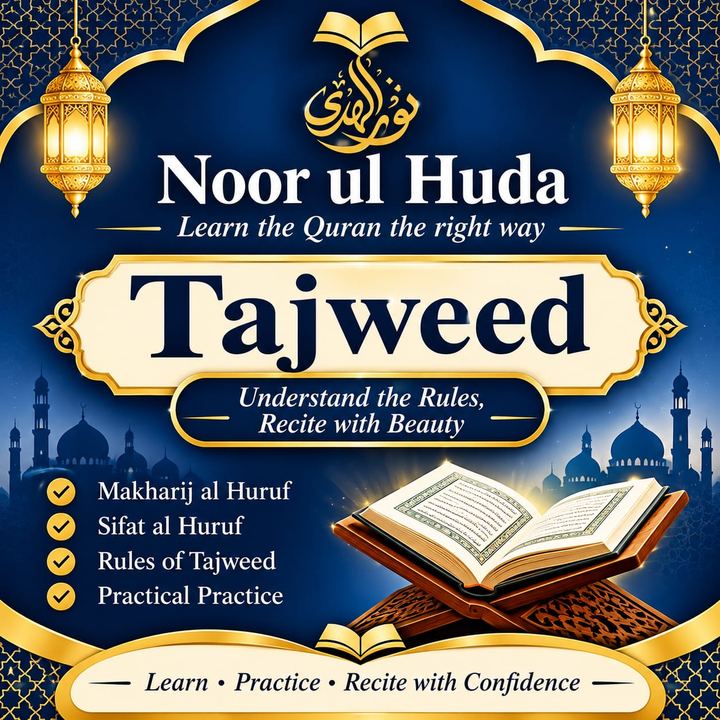 نور الهدى
Noor ul Huda
Learn the Quran the right way
Tajweed
Understand the Rules,
Recite with Beauty
Makharij al Huruf
Sifat al Huruf
Rules of Tajweed
Practical Practice
Learn • Practice • Recite with Confidence